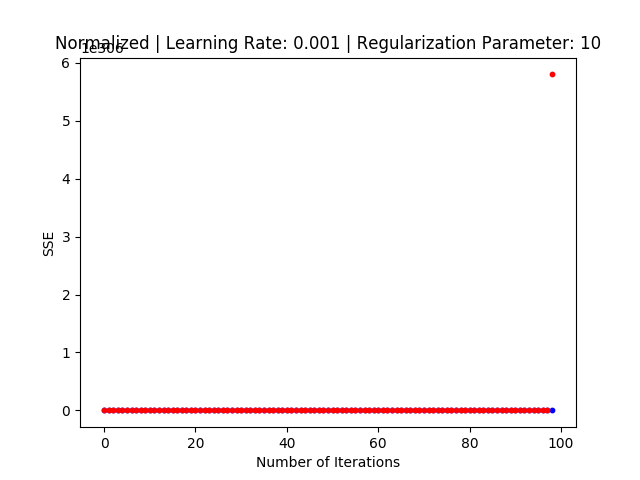 Normalized | Learning Rate: 0.001 | Regularization Parameter: 10
1e306
6
5
4
3
2
1
0
SSE
0 20 40 60 80 100
Number of Iterations